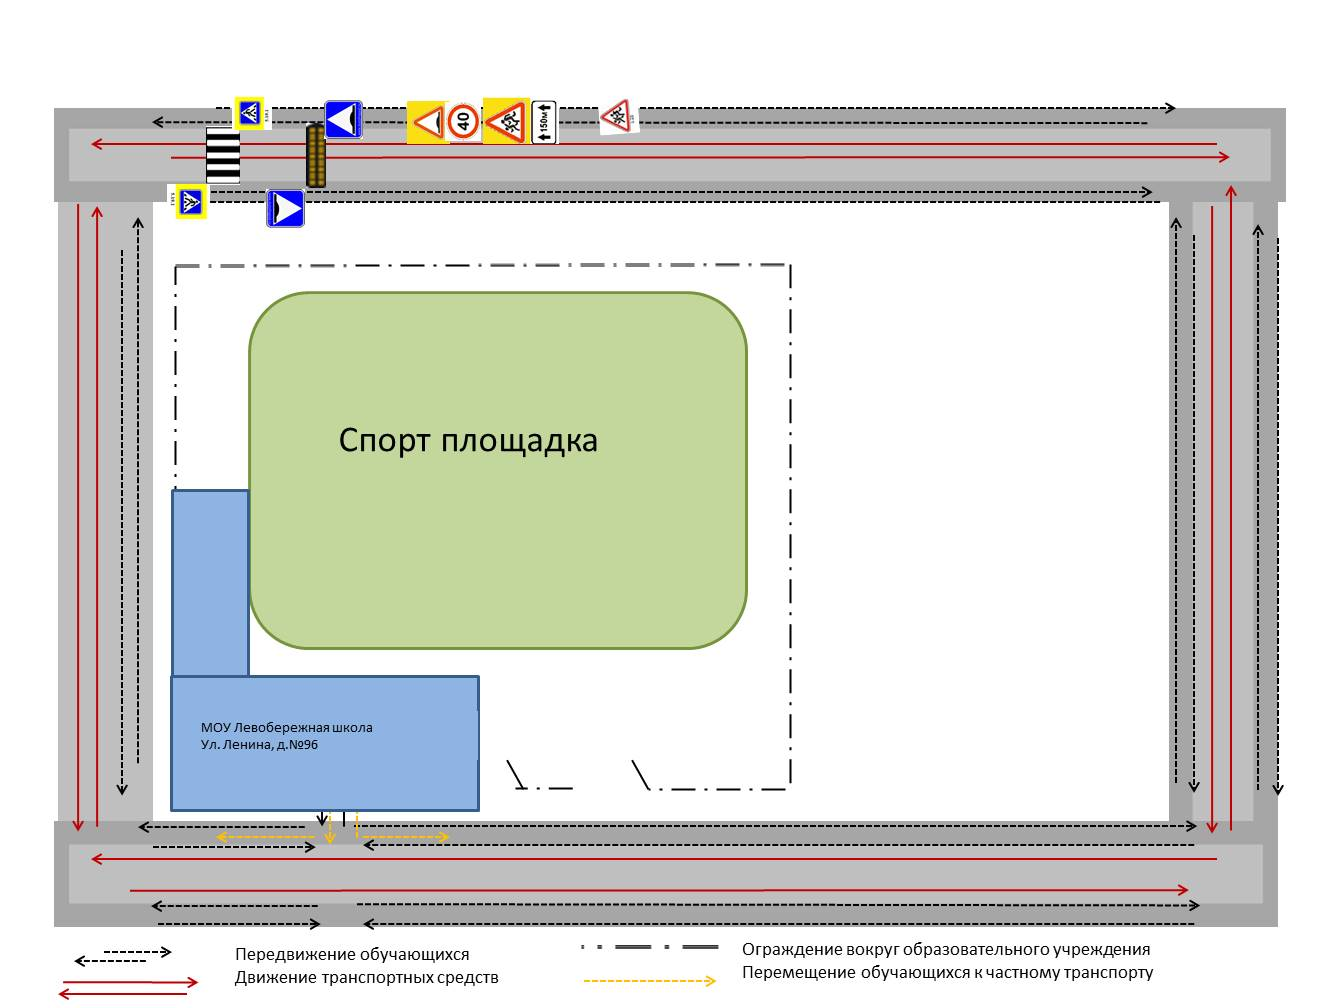 40
150м
Спорт площадка
МОУ Левобережная школа
Ул. Ленина, д.№96
Передвижение обучающихся
Движение транспортных средств
Ограждение вокруг образовательного учреждения
Перемещение обучающихся к частному транспорту